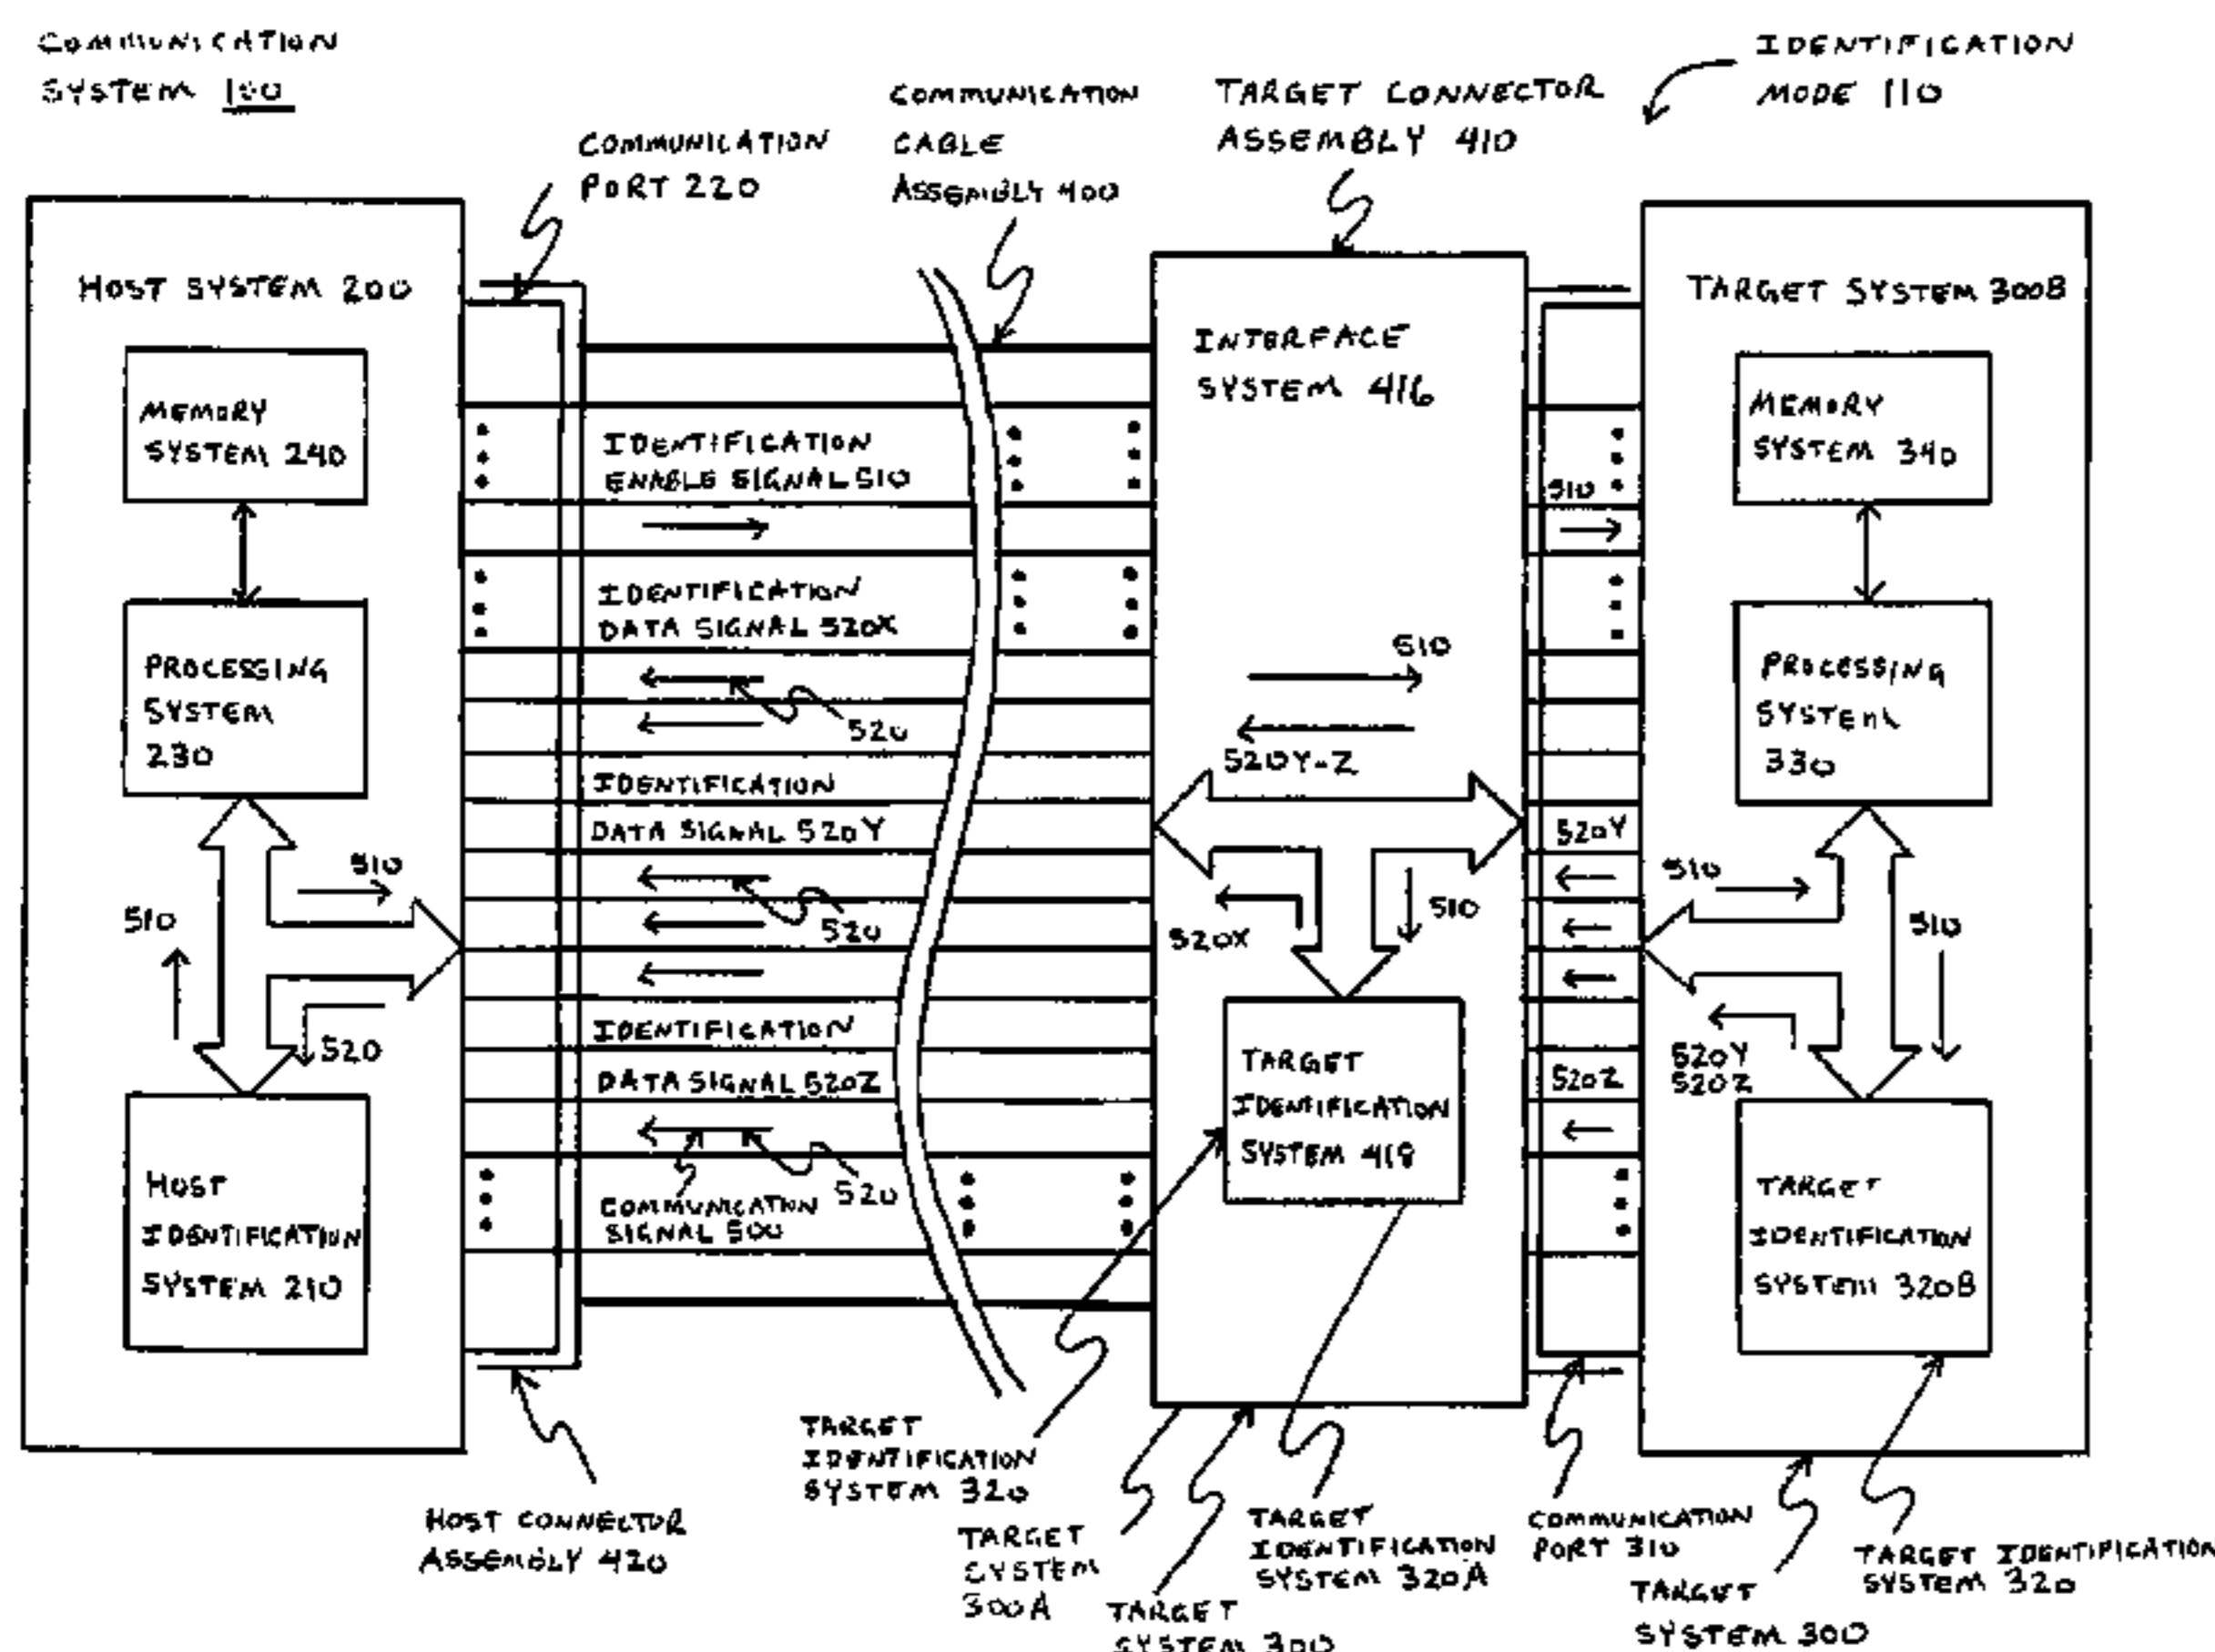 COMMUNICATION
SYSTEM 100
COMMUNICATION
PORT 220
COMMUNICATION
CABLE
ASSEMBLY 400
TARGET CONNECTOR
ASSEMBLY 410
IDENTIFICATION
MODE 110
HOST SYSTEM 200
MEMORY
SYSTEM 240
PROCESSING
SYSTEM
230
510
510
520
HOST
IDENTIFICATION
SYSTEM 210
IDENTIFICATION
ENABLE SIGNAL 510
IDENTIFICATION
DATA SIGNAL 520X
520
IDENTIFICATION
DATA SIGNAL 520Y
520
IDENTIFICATION
DATA SIGNAL 520Z
520
COMMUNICATION
SIGNAL 500
INTERFACE
SYSTEM 416
510
520Y-Z
510
520X
TARGET
IDENTIFICATION
SYSTEM 418
510
520Y
520Z
TARGET SYSTEM 300B
MEMORY
SYSTEM 340
PROCESSING
SYSTEM
330
510
510
520Y
520Z
TARGET
IDENTIFICATION
SYSTEM 320B
HOST CONNECTOR
ASSEMBLY 420
TARGET
IDENTIFICATION
SYSTEM 320
TARGET
SYSTEM
300A
TARGET
SYSTEM 300
TARGET
IDENTIFICATION
SYSTEM 320A
COMMUNICATION
PORT 310
TARGET
SYSTEM 300
TARGET IDENTIFICATION
SYSTEM 320